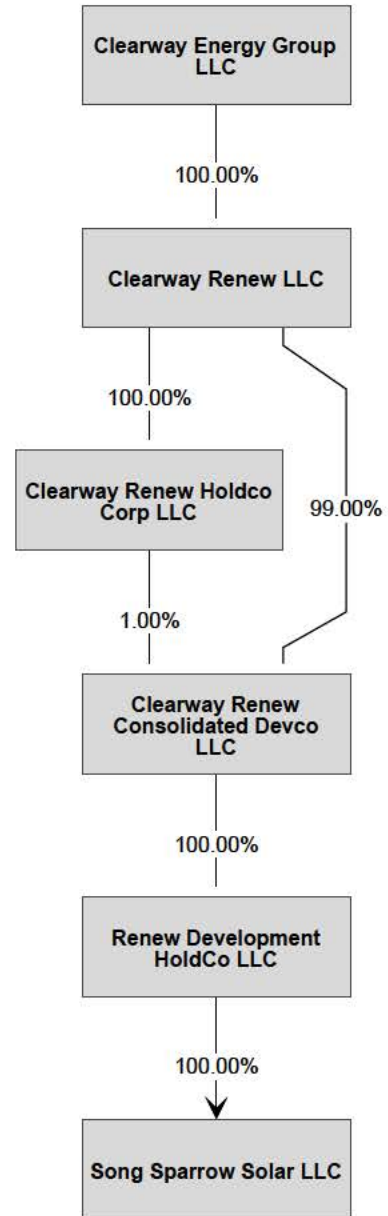 Clearway Energy Group
LLC
100.00%
Clearway Renew LLC
100.00%
Clearway Renew Holdco
Corp LLC
99.00%
1.00%
Clearway Renew
Consolidated Devco
LLC
100.00%
Renew Development
HoldCo LLC
100.00%
Song Sparrow Solar LLC